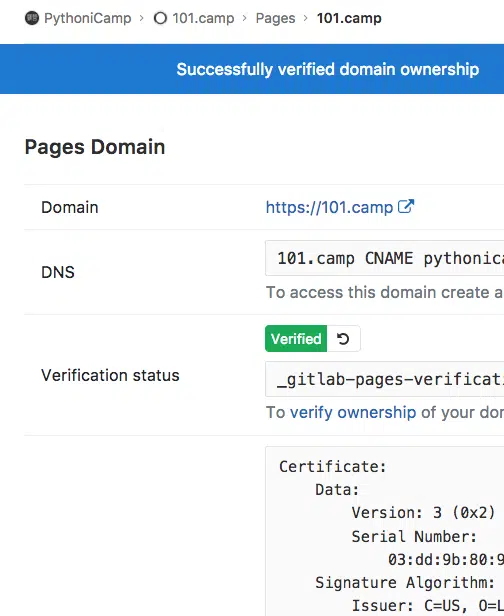 PythoniCamp › 101.camp › Pages › 101.camp
Successfully verified domain ownership
Pages Domain
Domain https://101.camp
DNS 101.camp CNAME pythonica
To access this domain create a
Verified
Verification status _gitlab-pages-verificati
To verify ownership of your dom
Certificate:
Data:
Version: 3 (0x2)
Serial Number:
03:dd:9b:80:9
Signature Algorithm:
Issuer: C=US, O=L